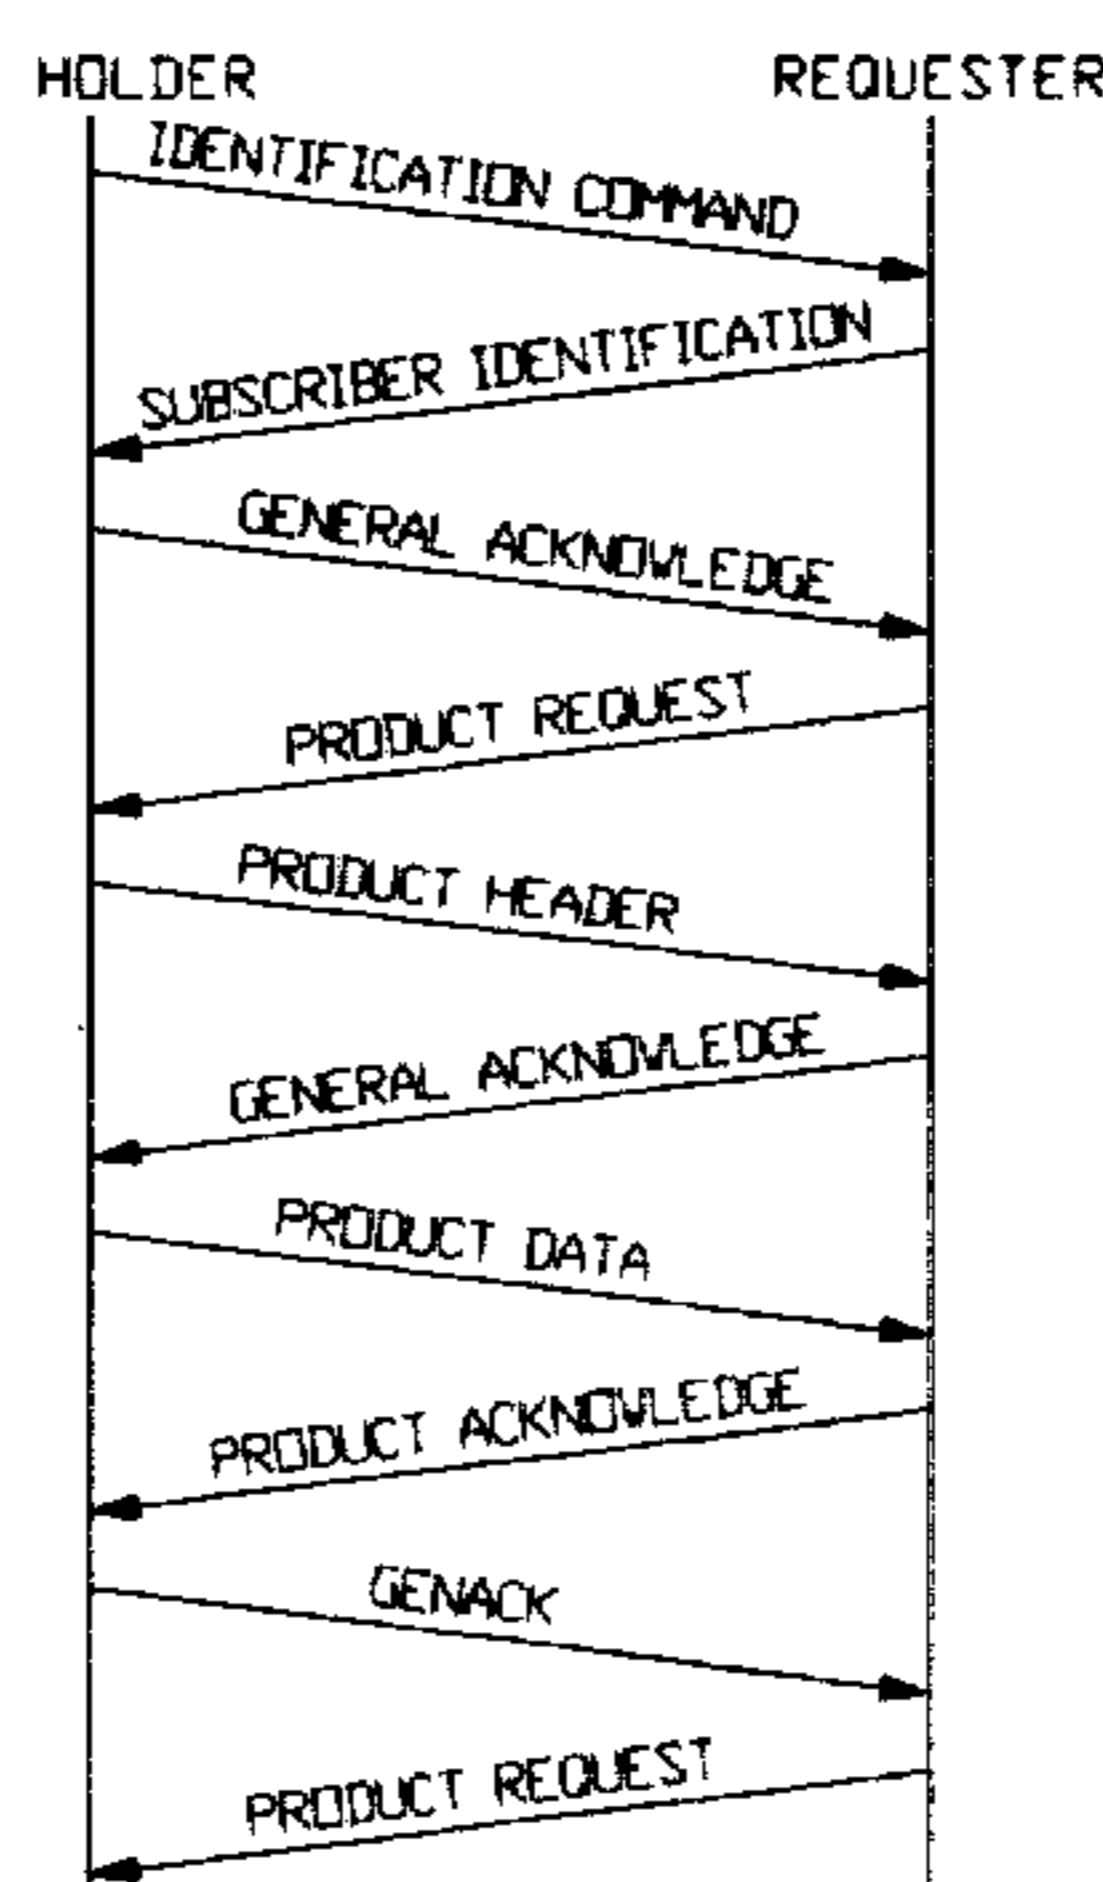 HOLDER REQUESTER
IDENTIFICATION COMMAND
SUBSCRIBER IDENTIFICATION
GENERAL ACKNOWLEDGE
PRODUCT REQUEST
PRODUCT HEADER
GENERAL ACKNOWLEDGE
PRODUCT DATA
PRODUCT ACKNOWLEDGE
GENACK
PRODUCT REQUEST